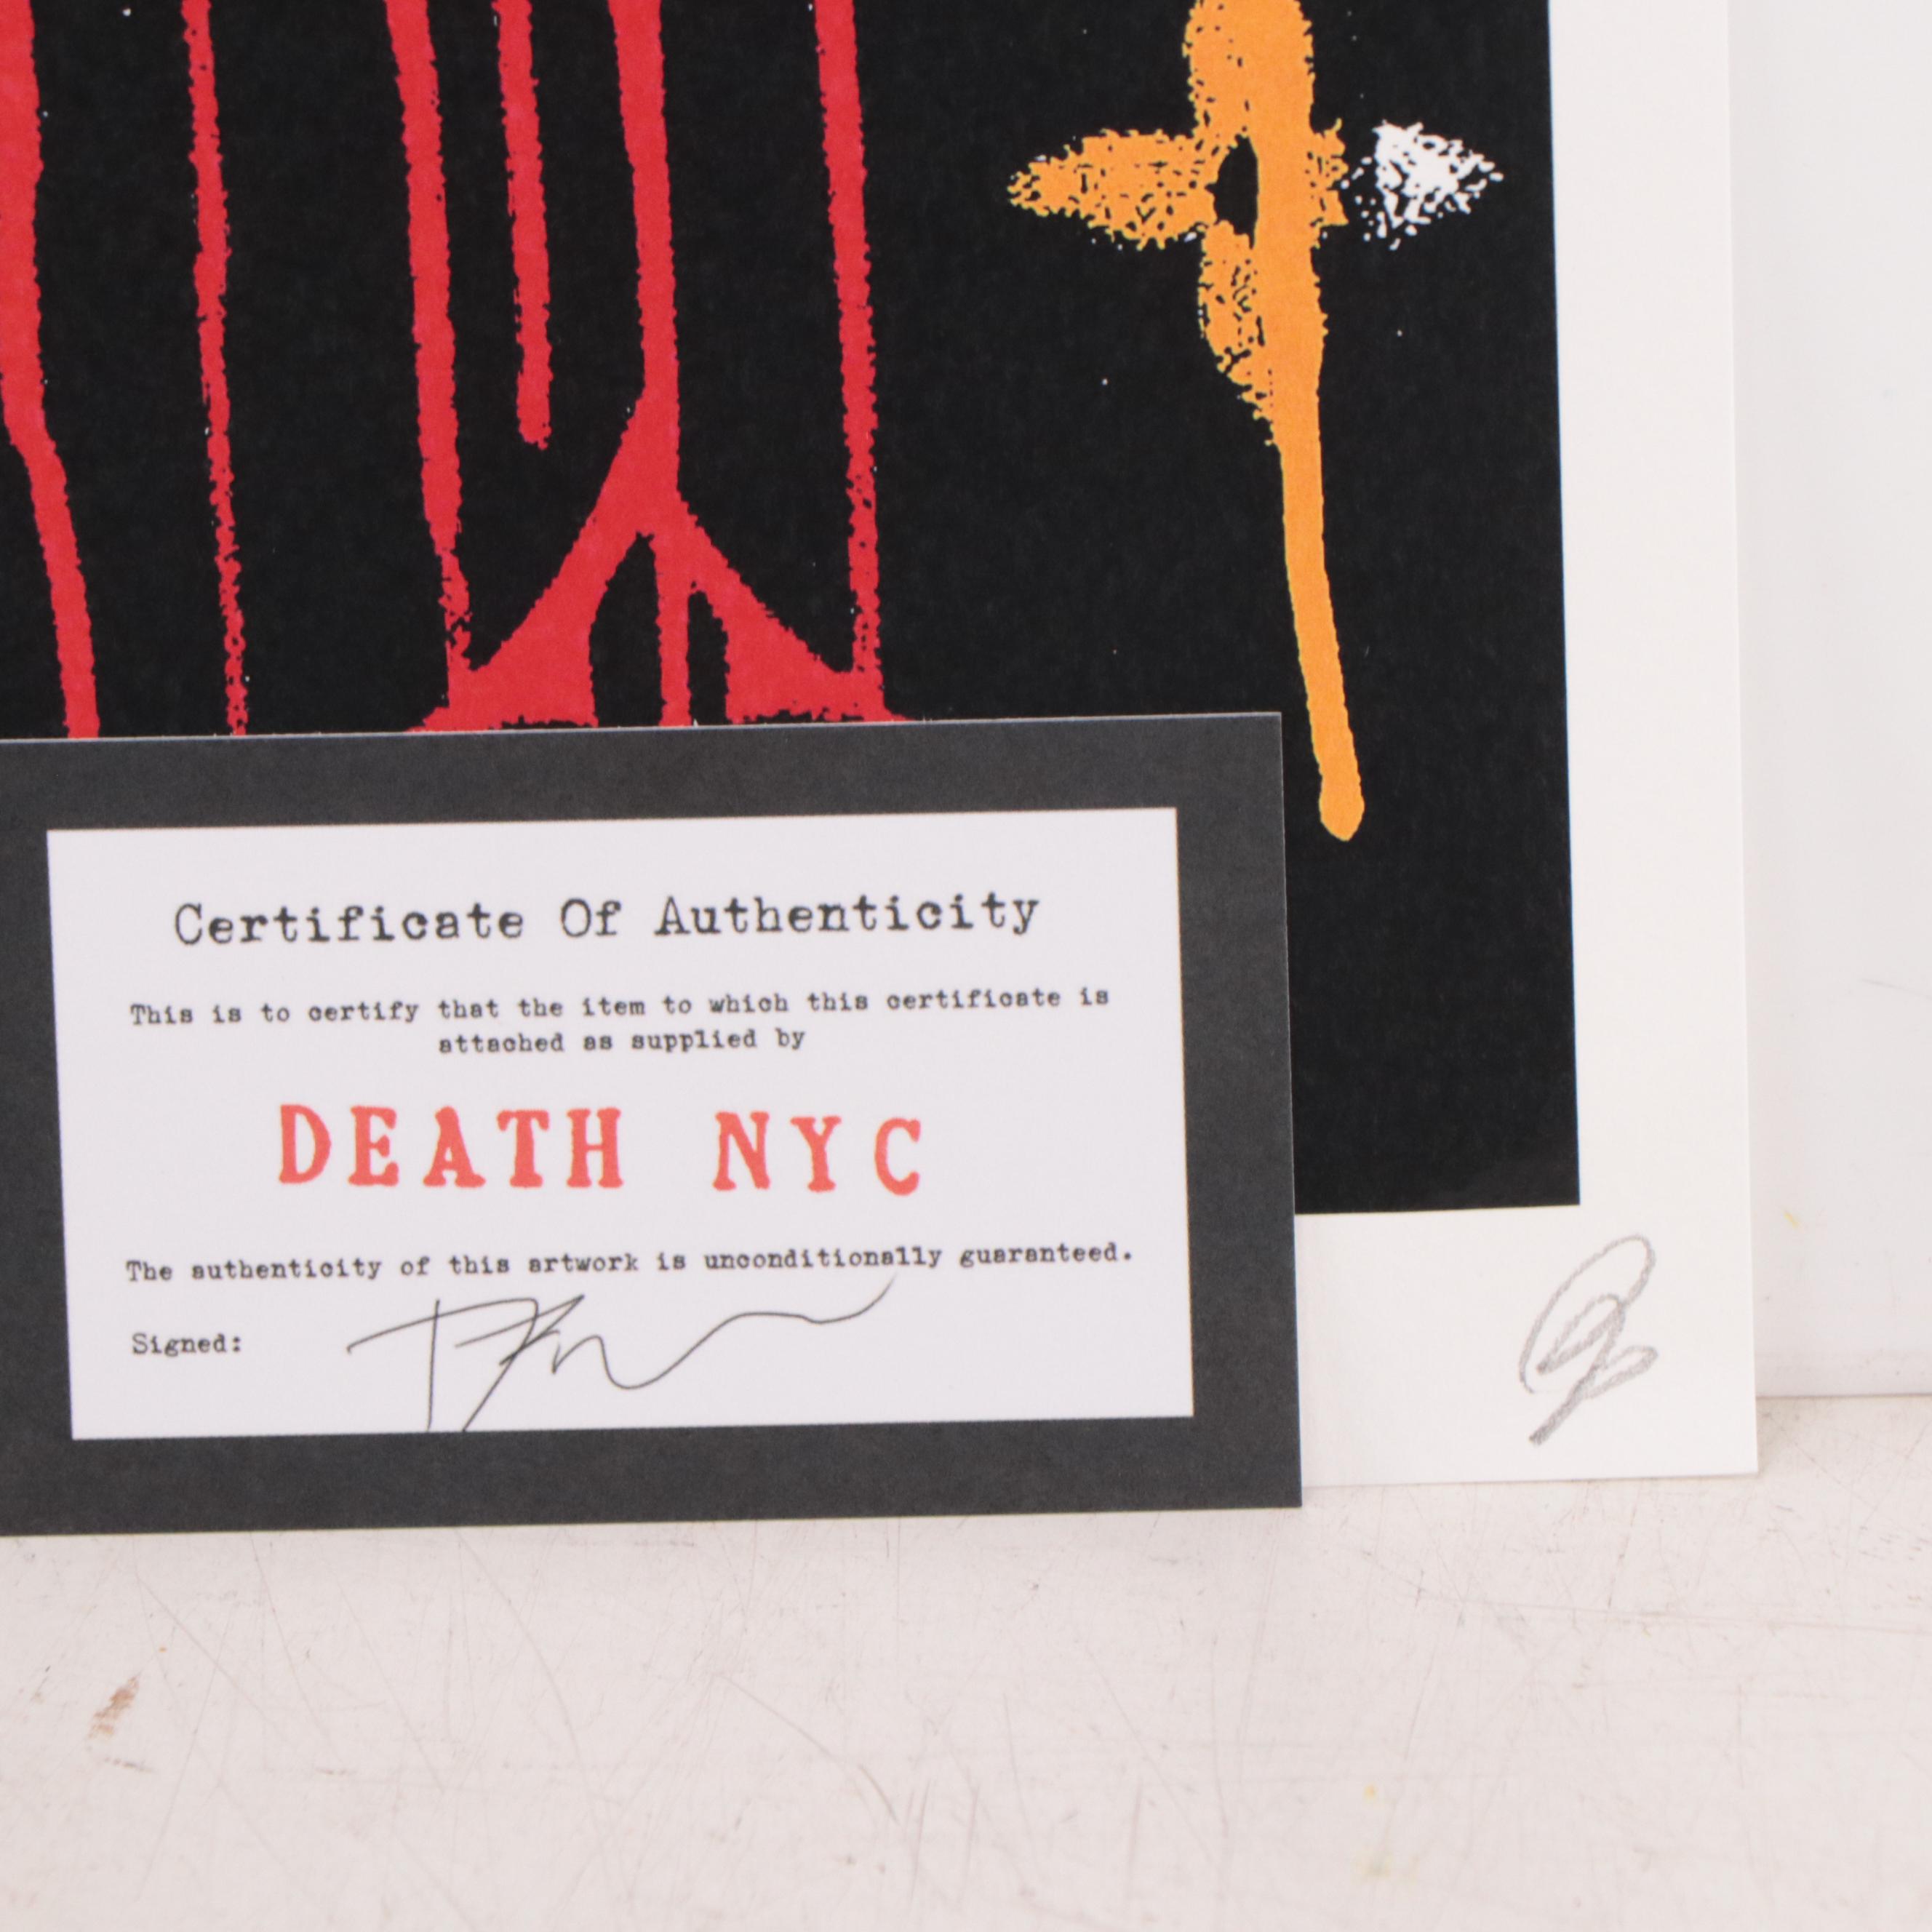 Certificate Of Authenticity
This is to certify that the item to which this certificate is
attached as supplied by
DEATH NYC
The authenticity of this artwork is unconditionally guaranteed.
Signed: